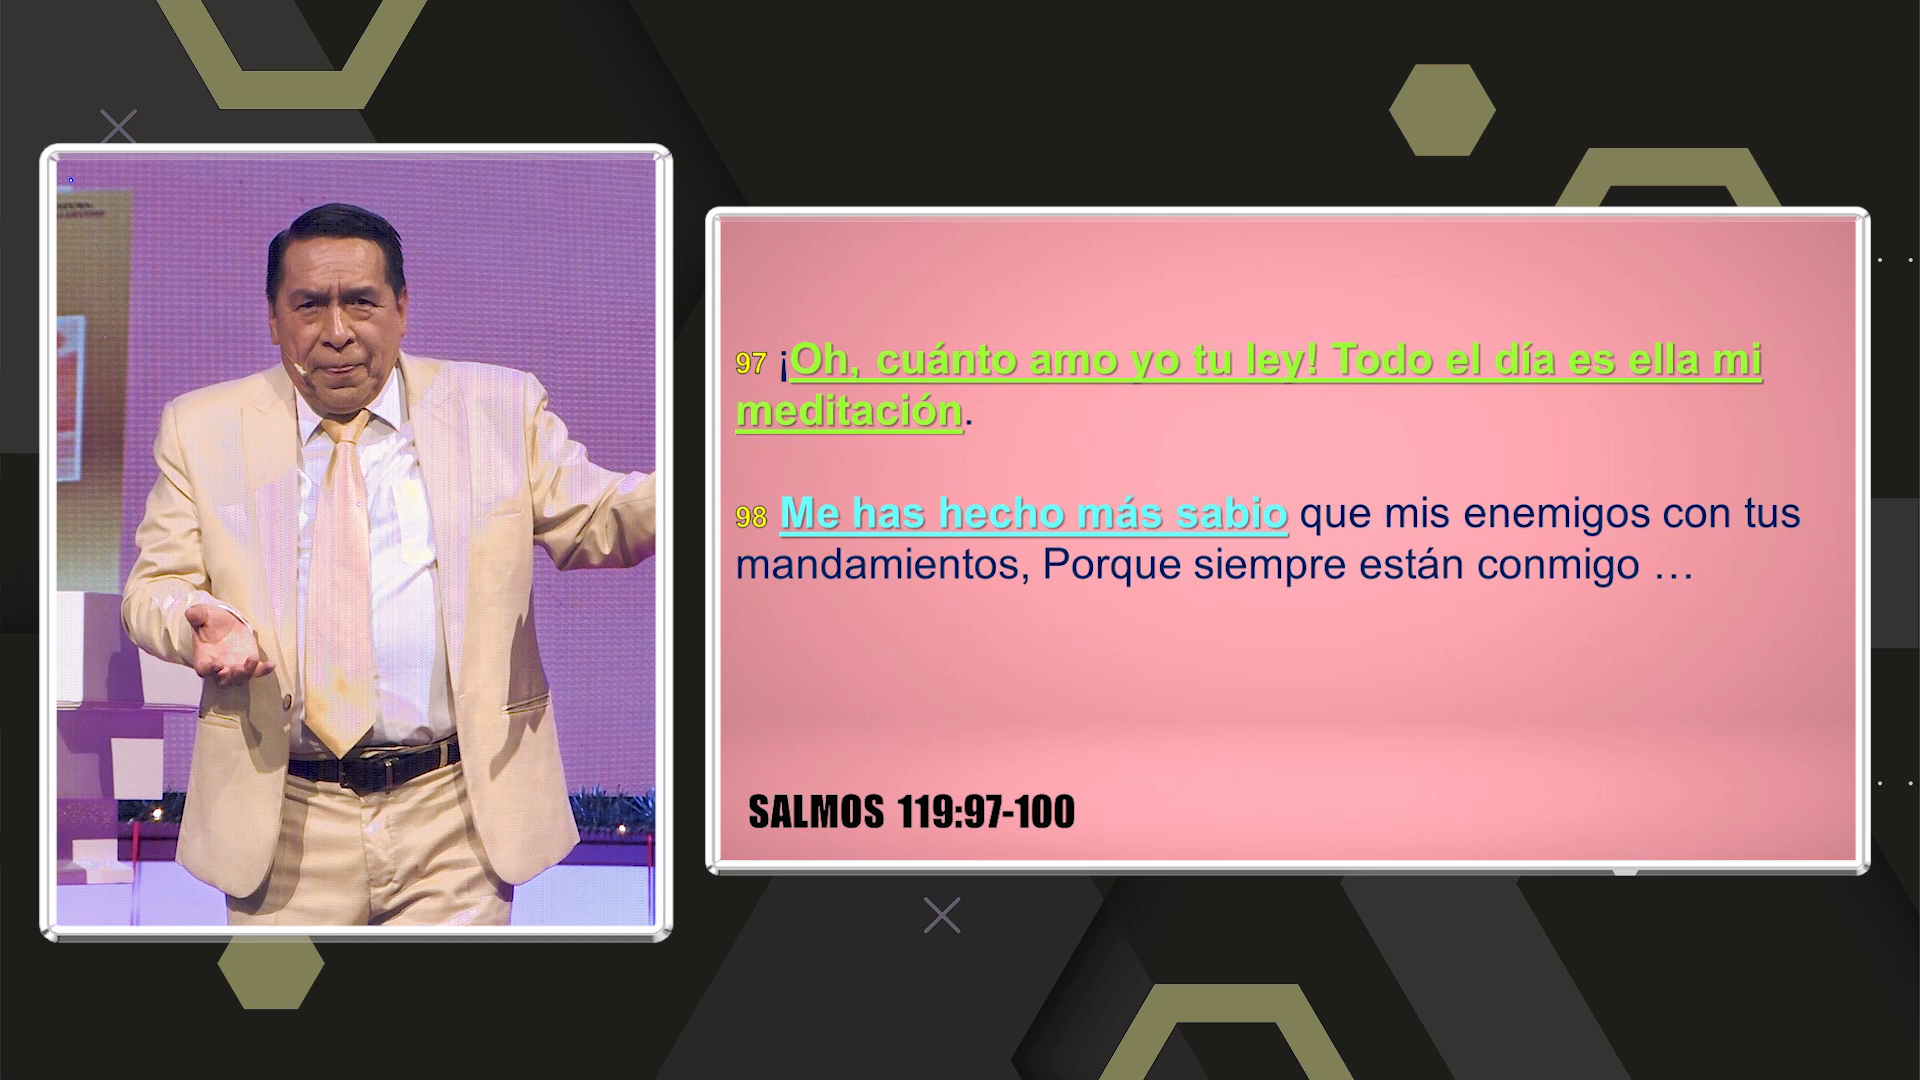 97 ¡Oh, cuánto amo yo tu ley! Todo el día es ella mi
meditación.
98 Me has hecho más sabio que mis enemigos con tus
mandamientos, Porque siempre están conmigo …
SALMOS 119:97-100